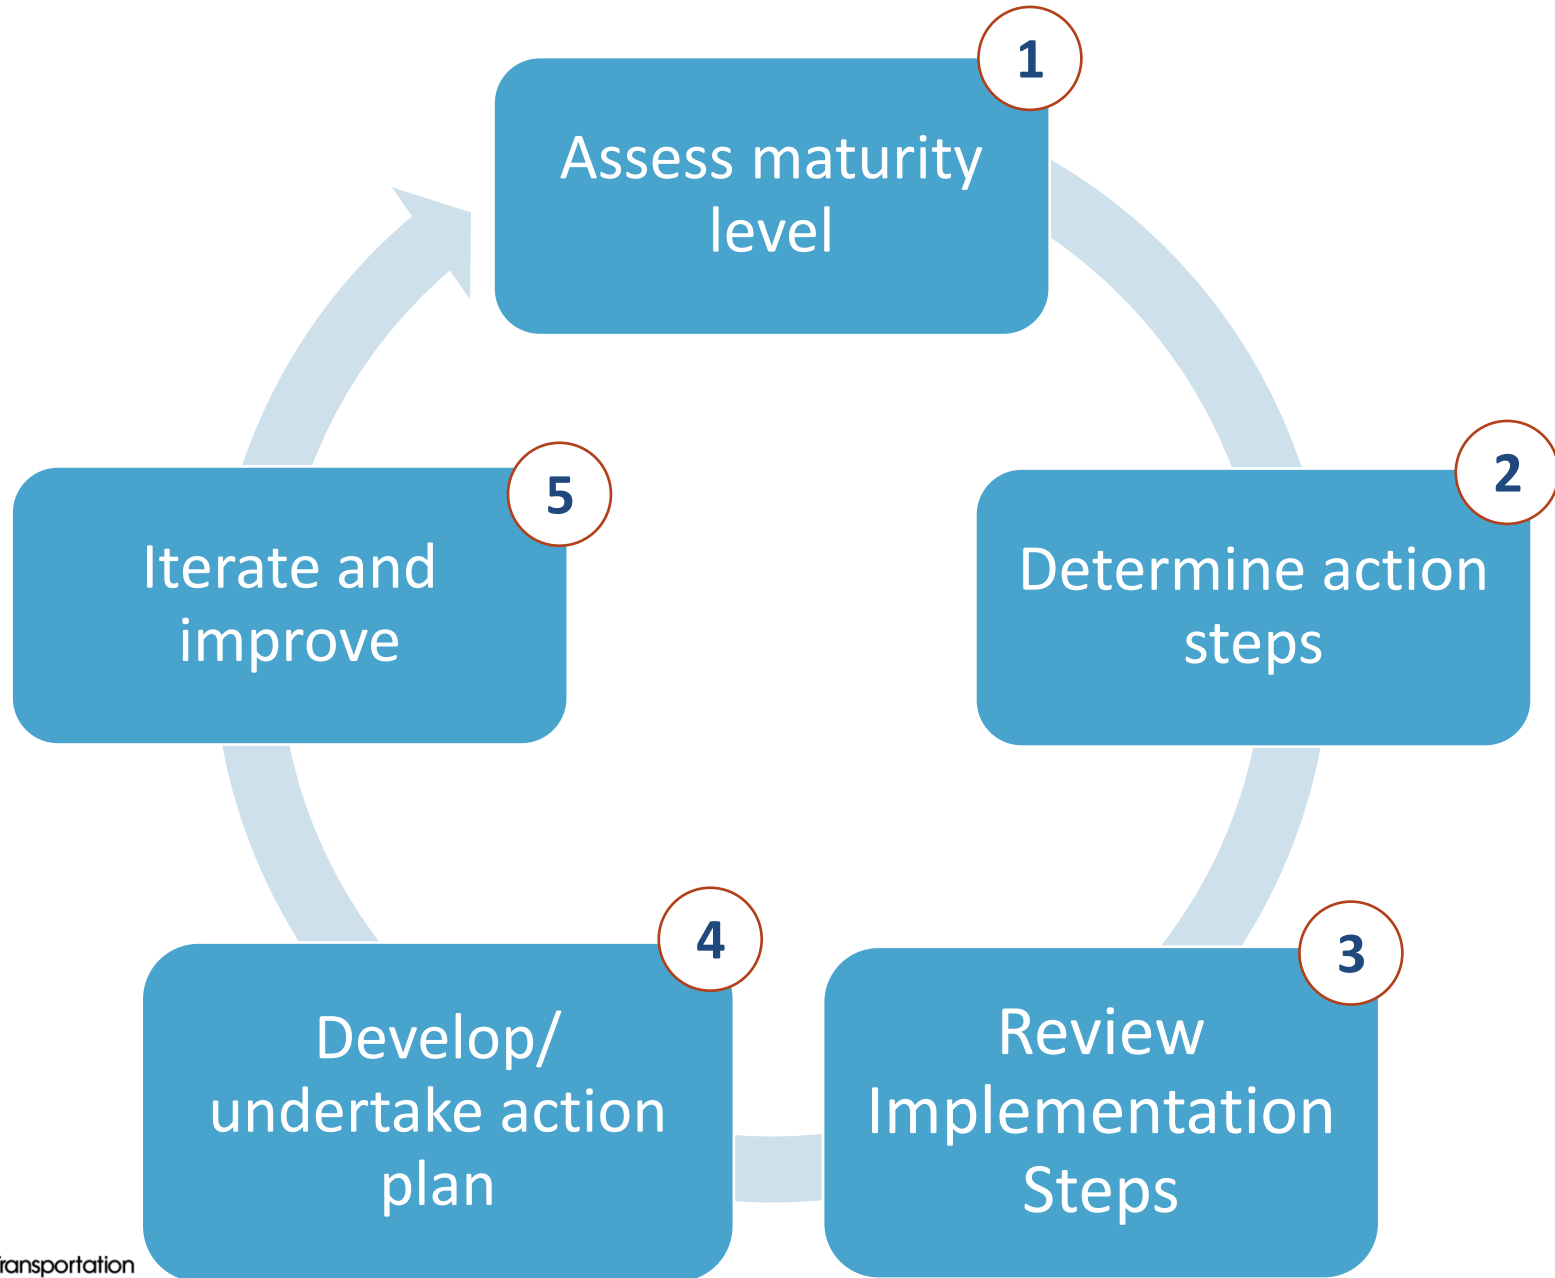 1
Assess maturity
level
2
Determine action
steps
3
Review
Implementation
Steps
4
Develop/
undertake action
plan
5
Iterate and
improve
ransportation